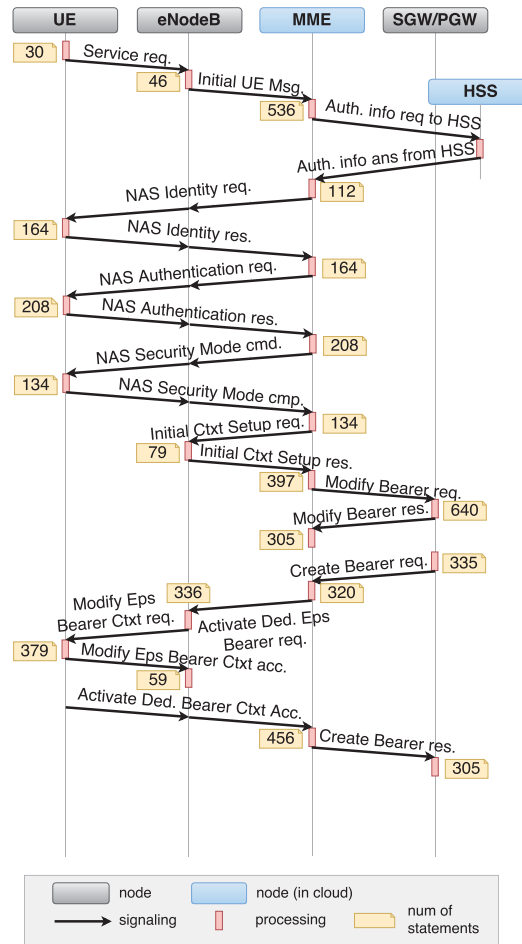 UE
eNodeB
MME
SGW/PGW
HSS
30
Service req.
46
Initial UE Msg.
536
Auth. info req to HSS
Auth. info ans from HSS
112
NAS Identity req.
164
NAS Identity res.
164
NAS Authentication req.
208
NAS Authentication res.
208
NAS Security Mode cmd.
134
NAS Security Mode cmp.
134
Initial Ctxt Setup req.
79
Initial Ctxt Setup res.
397
Modify Bearer req.
640
Modify Bearer res.
305
335
Create Bearer req.
320
336
Activate Ded. Eps
Bearer req.
Modify Eps
Bearer Ctxt req.
379
Modify Eps Bearer Ctxt acc.
59
Activate Ded. Bearer Ctxt Acc.
456
Create Bearer res.
305
node
node (in cloud)
signaling
processing
num of
statements